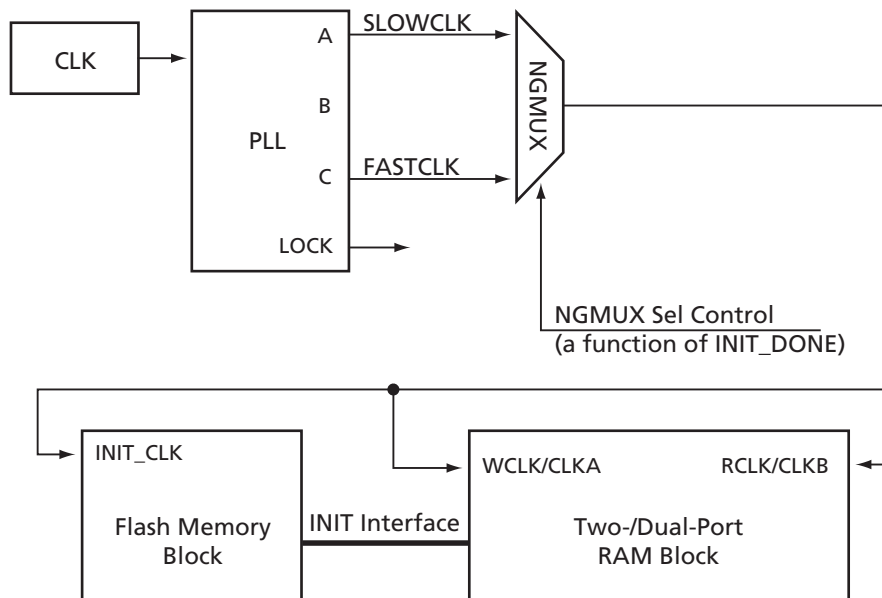 CLK
PLL
A
B
C
LOCK
SLOWCLK
FASTCLK
NGMUX
NGMUX Sel Control
(a function of INIT_DONE)
INIT_CLK
Flash Memory
Block
INIT Interface
WCLK/CLKA
RCLK/CLKB
Two-/Dual-Port
RAM Block